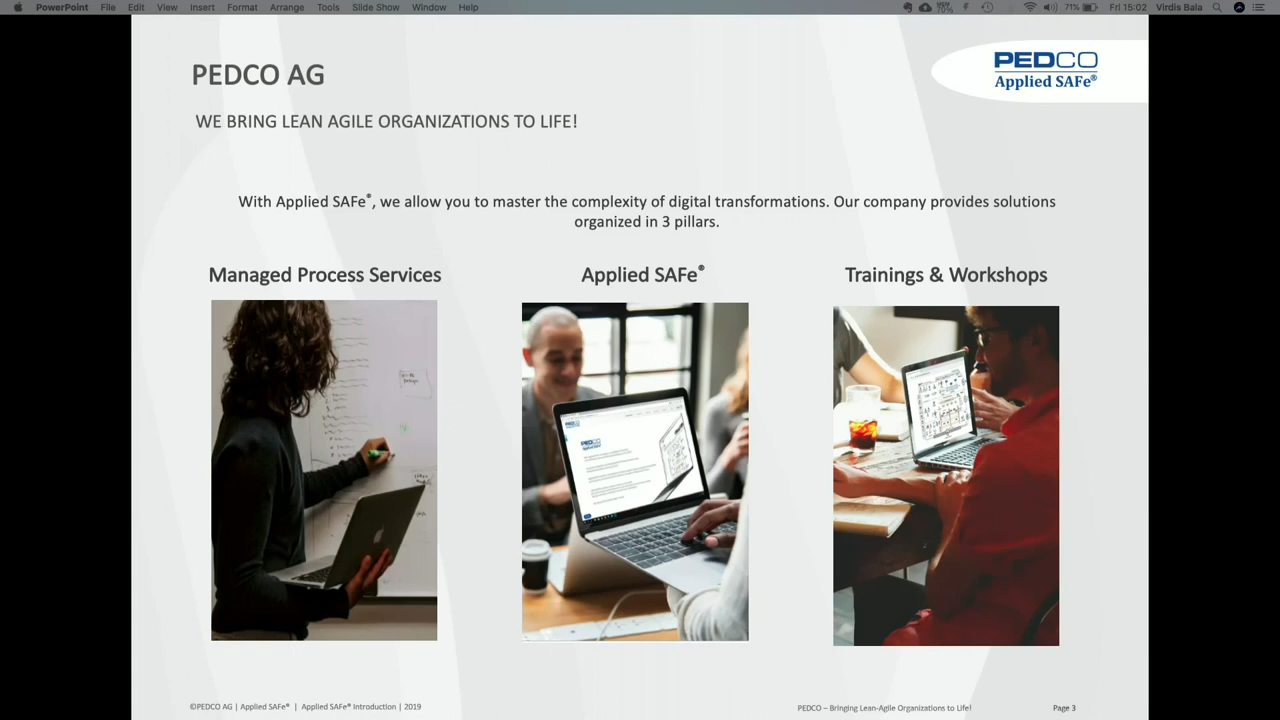 PowerPoint File Edit View Insert Format Arrange Tools Slide Show Window Help 71% Fri 15:02 Virdis Bala
PEDCO AG
PEDCO
Applied SAFe®
WE BRING LEAN AGILE ORGANIZATIONS TO LIFE!
With Applied SAFe®, we allow you to master the complexity of digital transformations. Our company provides solutions
organized in 3 pillars.
Managed Process Services
Applied SAFe®
Trainings & Workshops
PEDCO
©PEDCO AG | Applied SAFe® | Applied SAFe® Introduction | 2019
PEDCO – Bringing Lean-Agile Organizations to Life!
Page 3